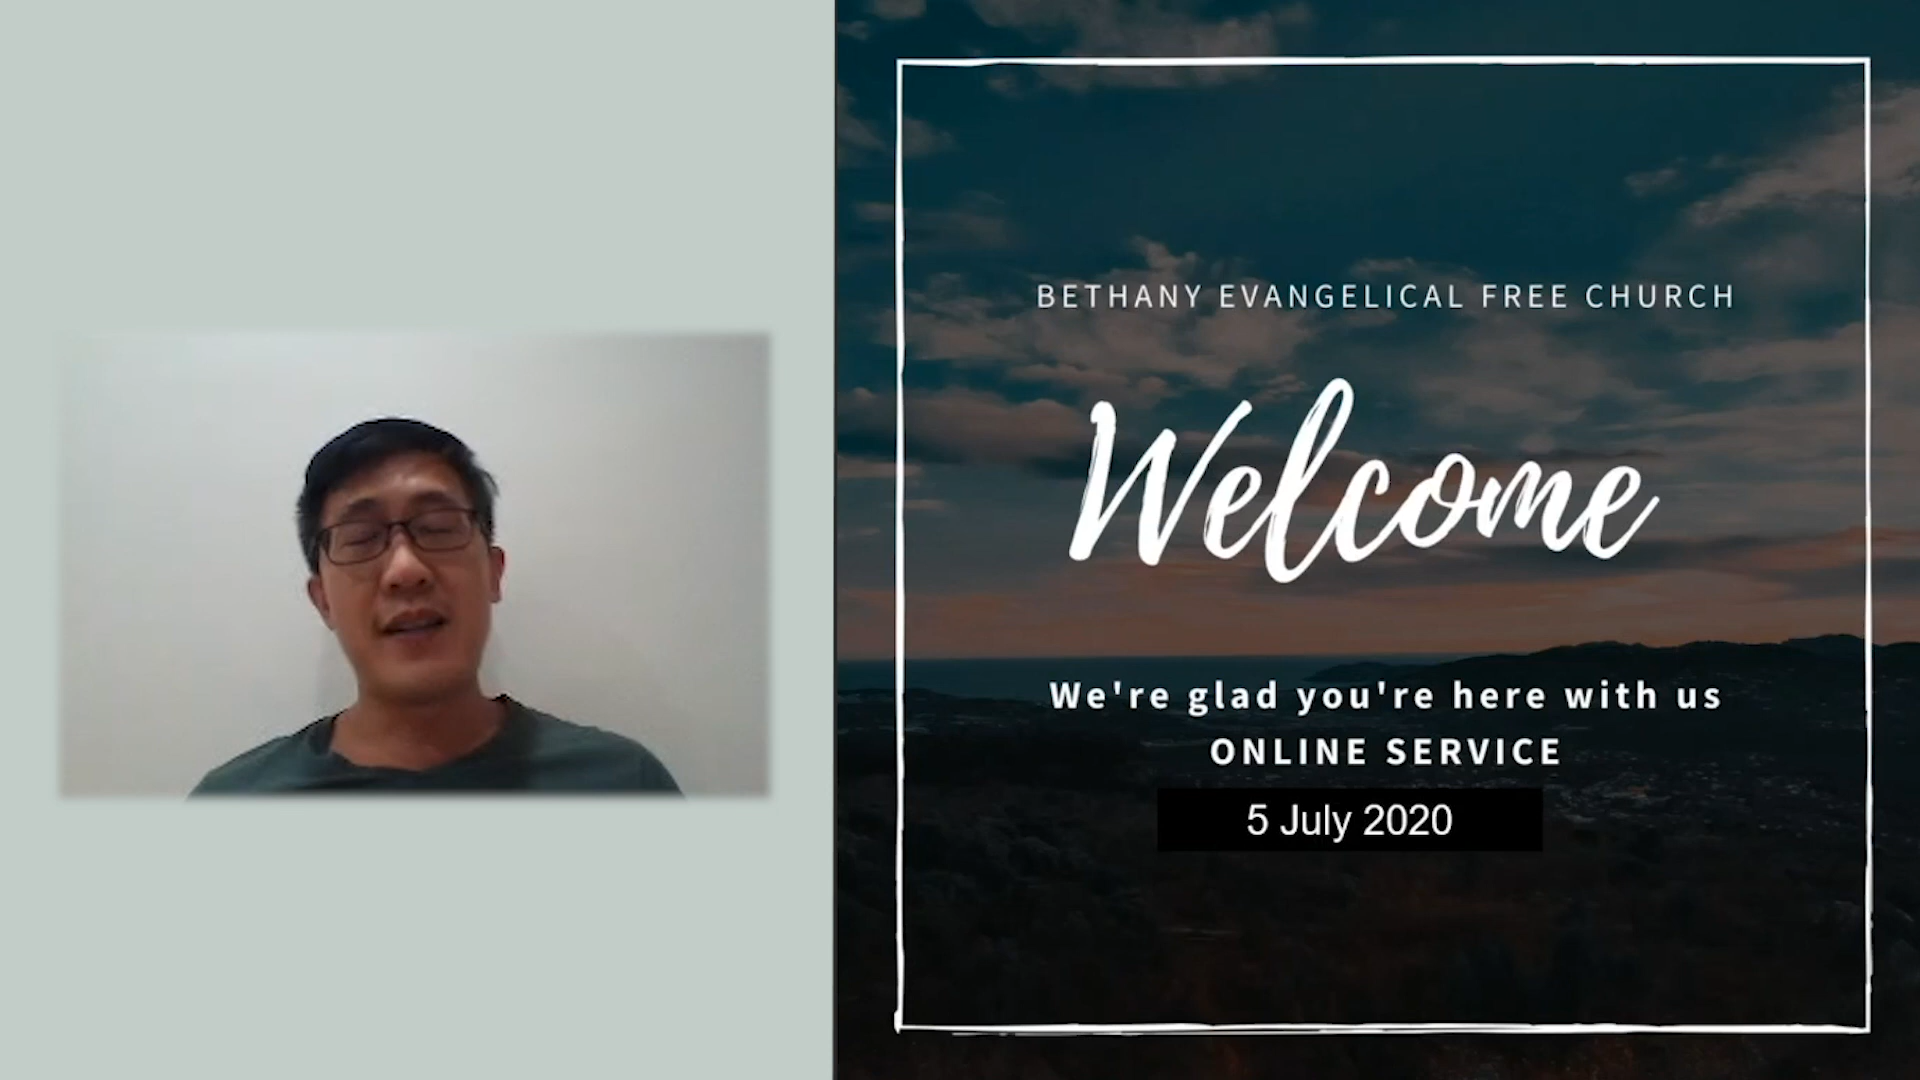 BETHANY EVANGELICAL FREE CHURCH
Welcome
We're glad you're here with us
ONLINE SERVICE
5 July 2020